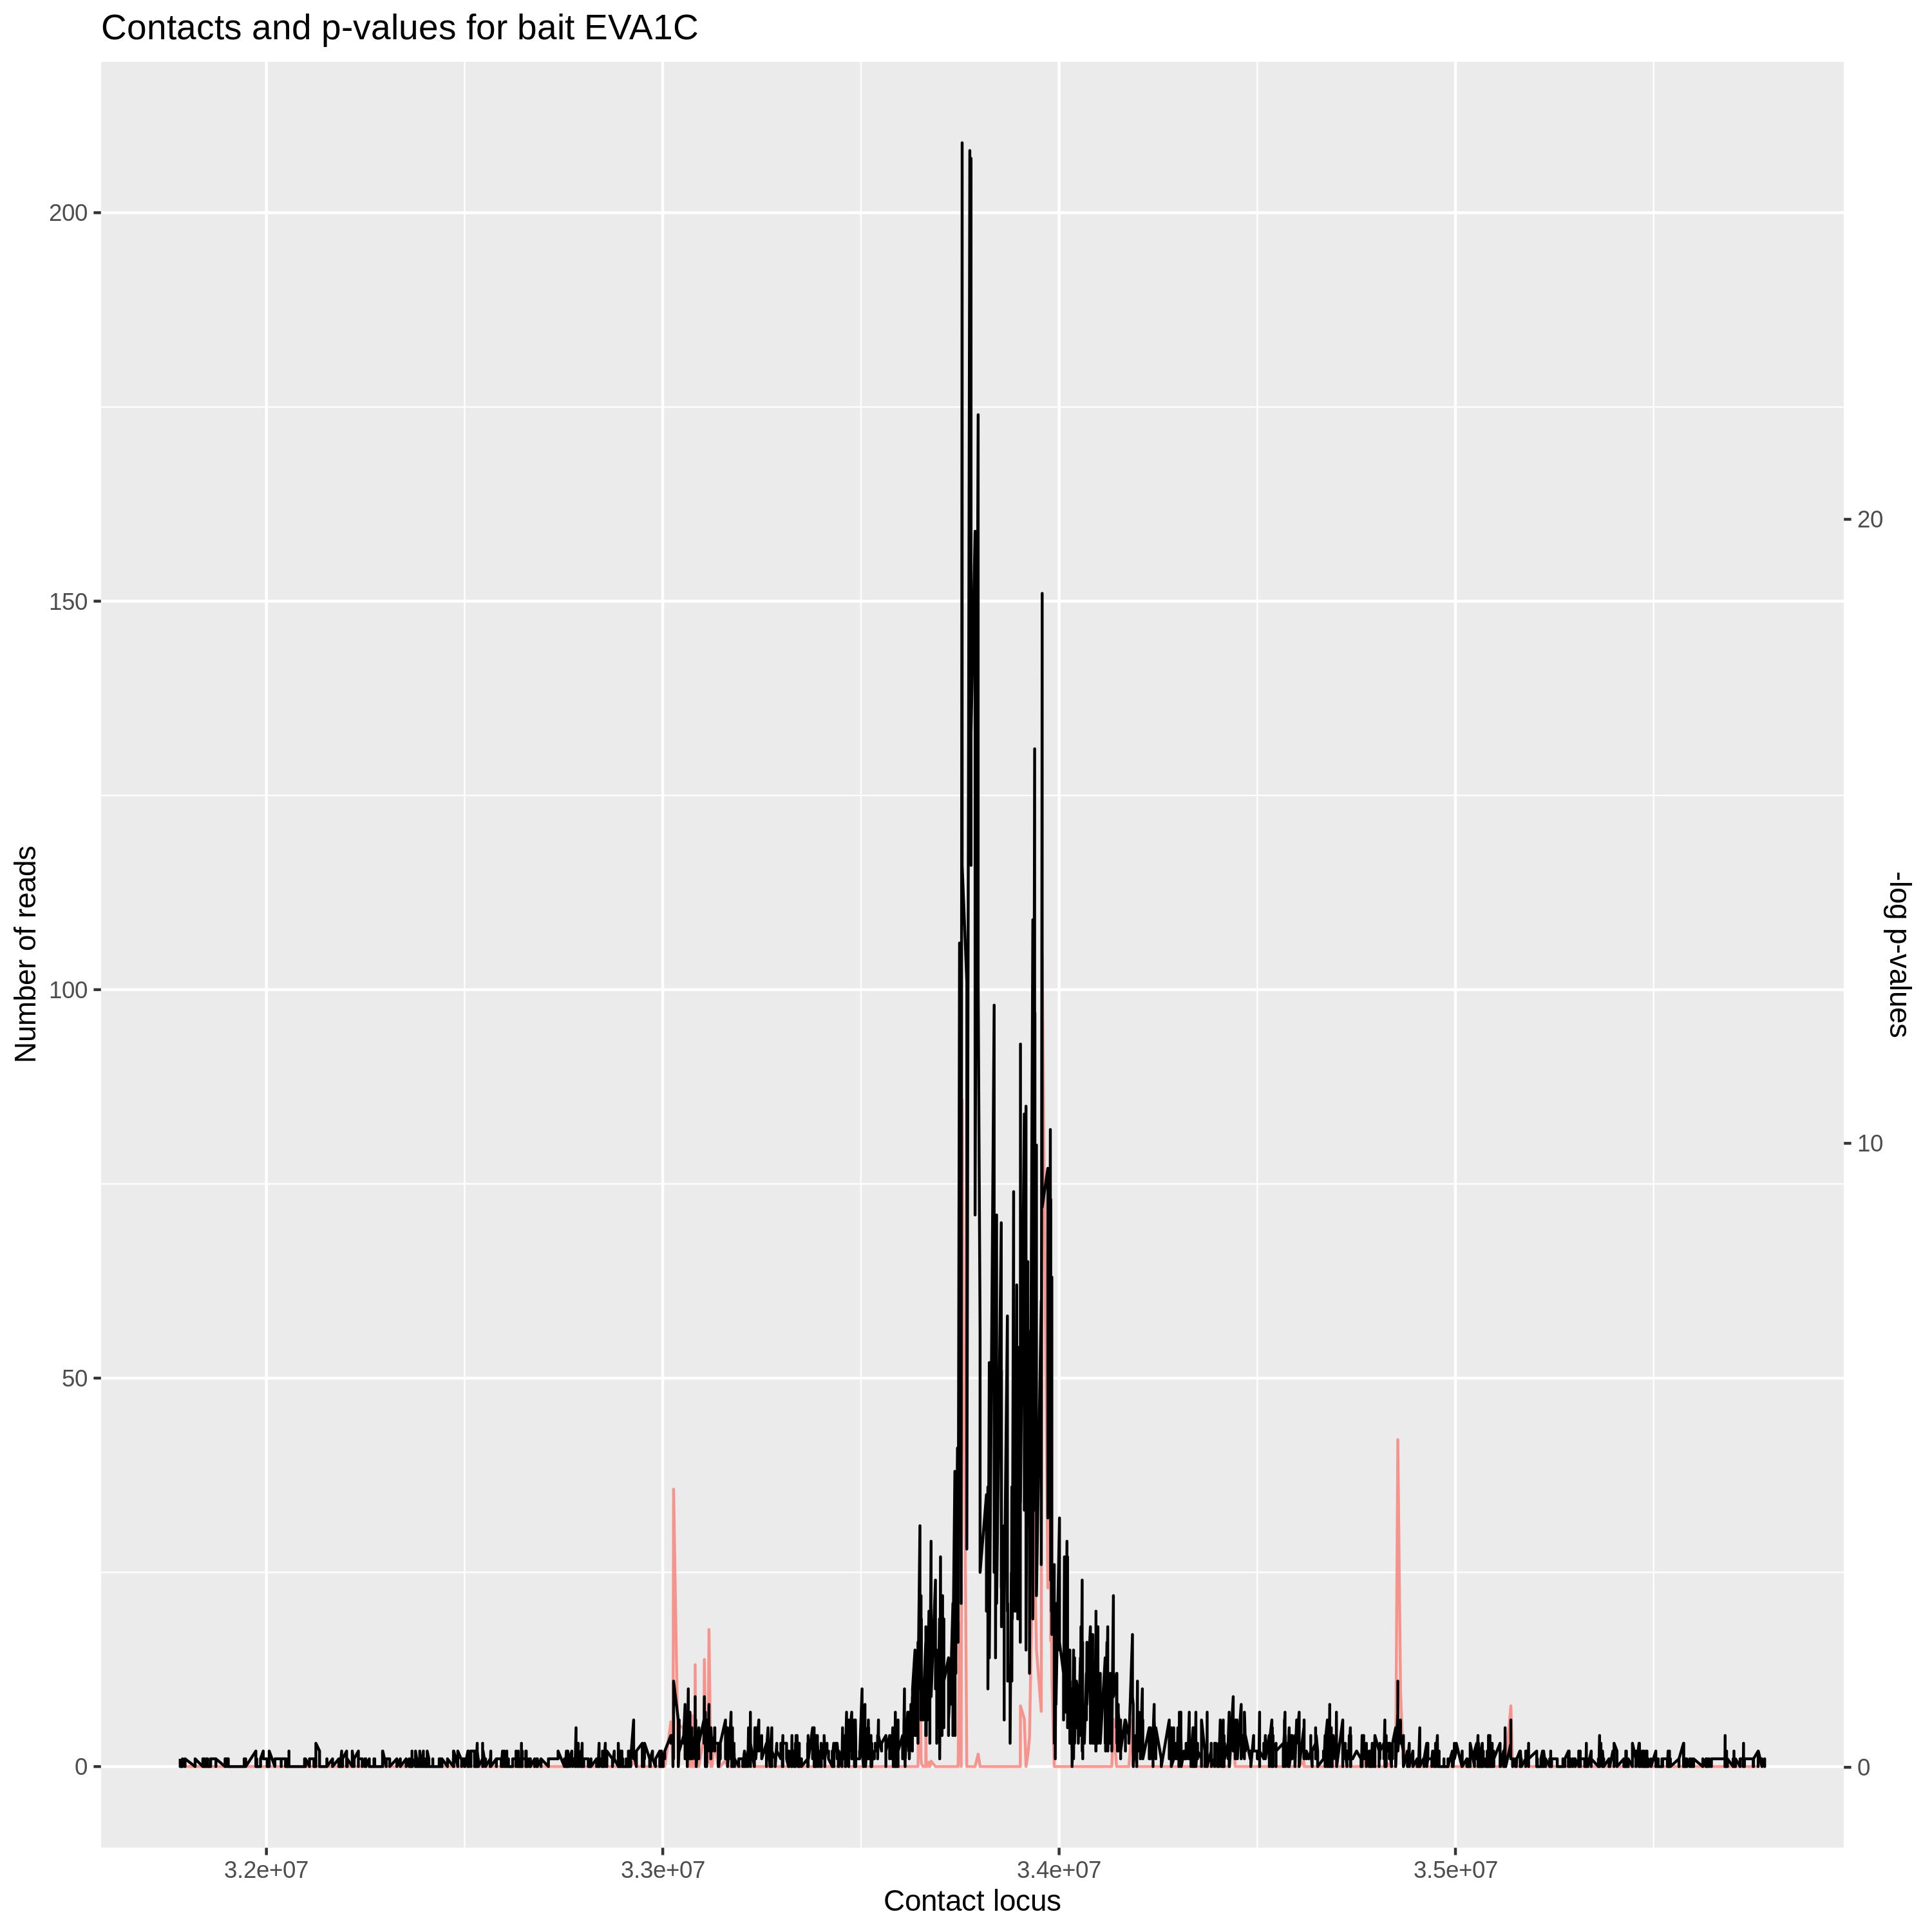 Contacts and p-values for bait EVA1C
Number of reads
200
150
100
50
0
20
10
0
-log p-values
3.2e+07
3.3e+07
3.4e+07
3.5e+07
Contact locus